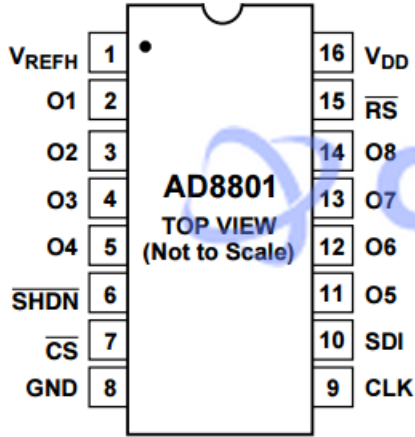 VREFH 1 16 VDD
O1 2 15 RS
O2 3 14 O8
O3 4 AD8801 13 O7
TOP VIEW
O4 5 (Not to Scale) 12 O6
SHDN 6 11 O5
CS 7 10 SDI
GND 8 9 CLK